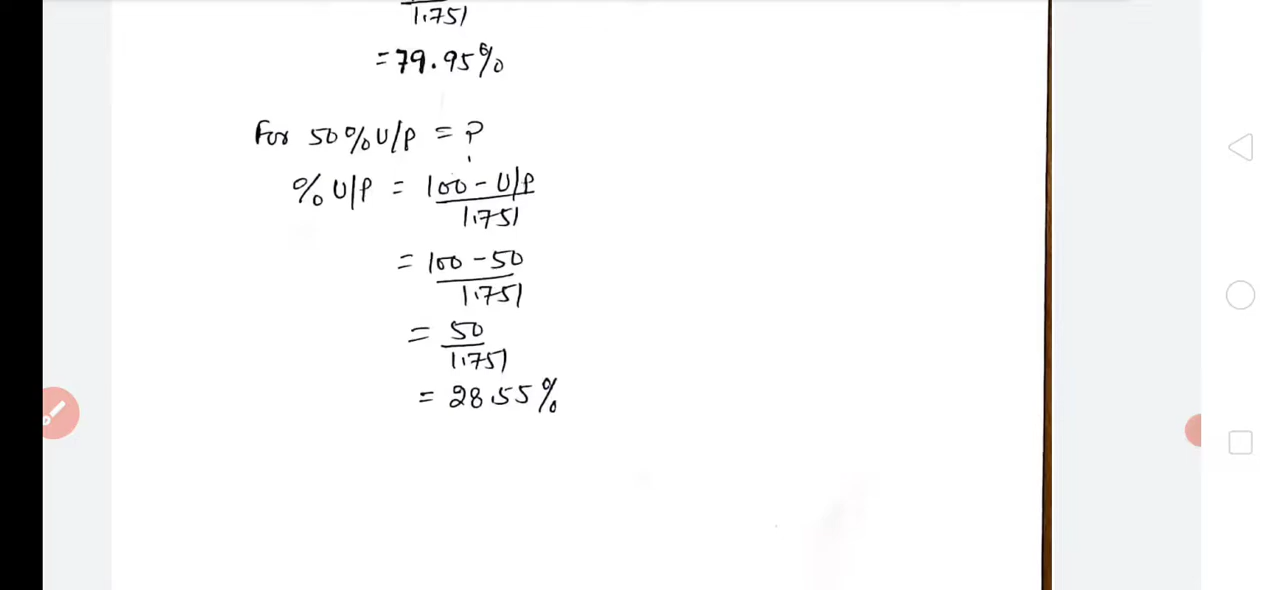 1.751
= 79.95%
For 50% U/P = ?
% U/P = 100 - U/P
1.751
= 100 - 50
1.751
= 50
1.751
= 28.55%